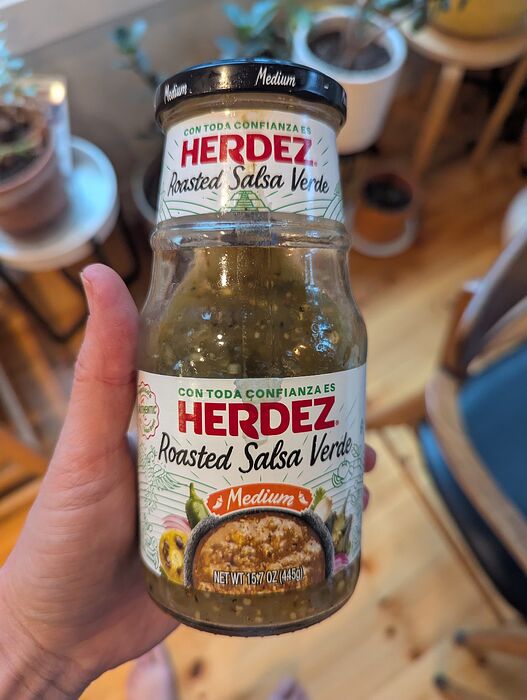 Medium Medium
CON TODA CONFIANZA ES
HERDEZ®
Roasted Salsa Verde
CON TODA CONFIANZA ES
HERDEZ®
Roasted Salsa Verde
AUTHENTIC
Medium
NET WT 15.7 OZ (445g)